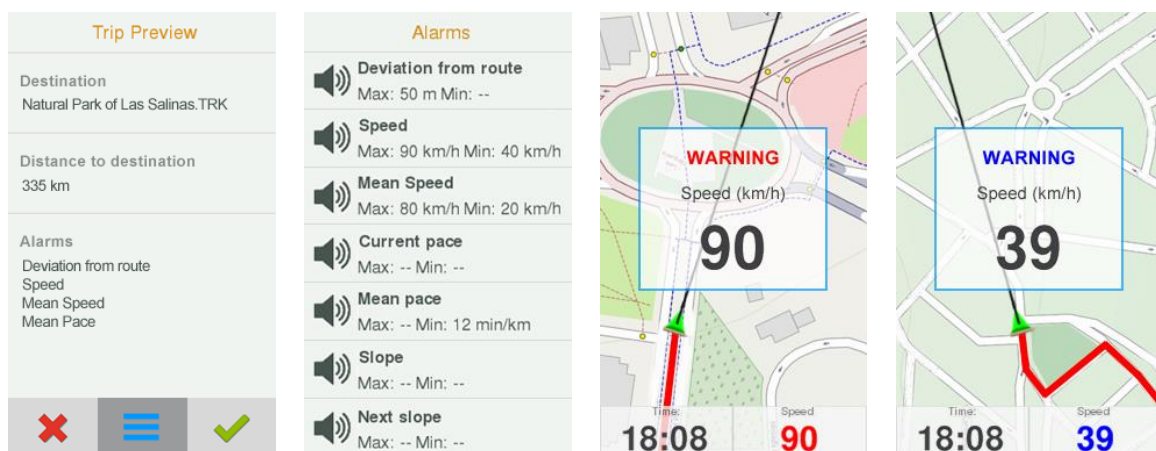 Trip Preview
Destination
Natural Park of Las Salinas.TRK
Distance to destination
335 km
Alarms
Deviation from route
Speed
Mean Speed
Mean Pace
Alarms
Deviation from route
Max: 50 m Min: --
Speed
Max: 90 km/h Min: 40 km/h
Mean Speed
Max: 80 km/h Min: 20 km/h
Current pace
Max: -- Min: --
Mean pace
Max: -- Min: 12 min/km
Slope
Max: -- Min: --
Next slope
Max: -- Min: --
WARNING
Speed (km/h)
90
Time: Speed
18:08 90
WARNING
Speed (km/h)
39
Time: Speed
18:08 39